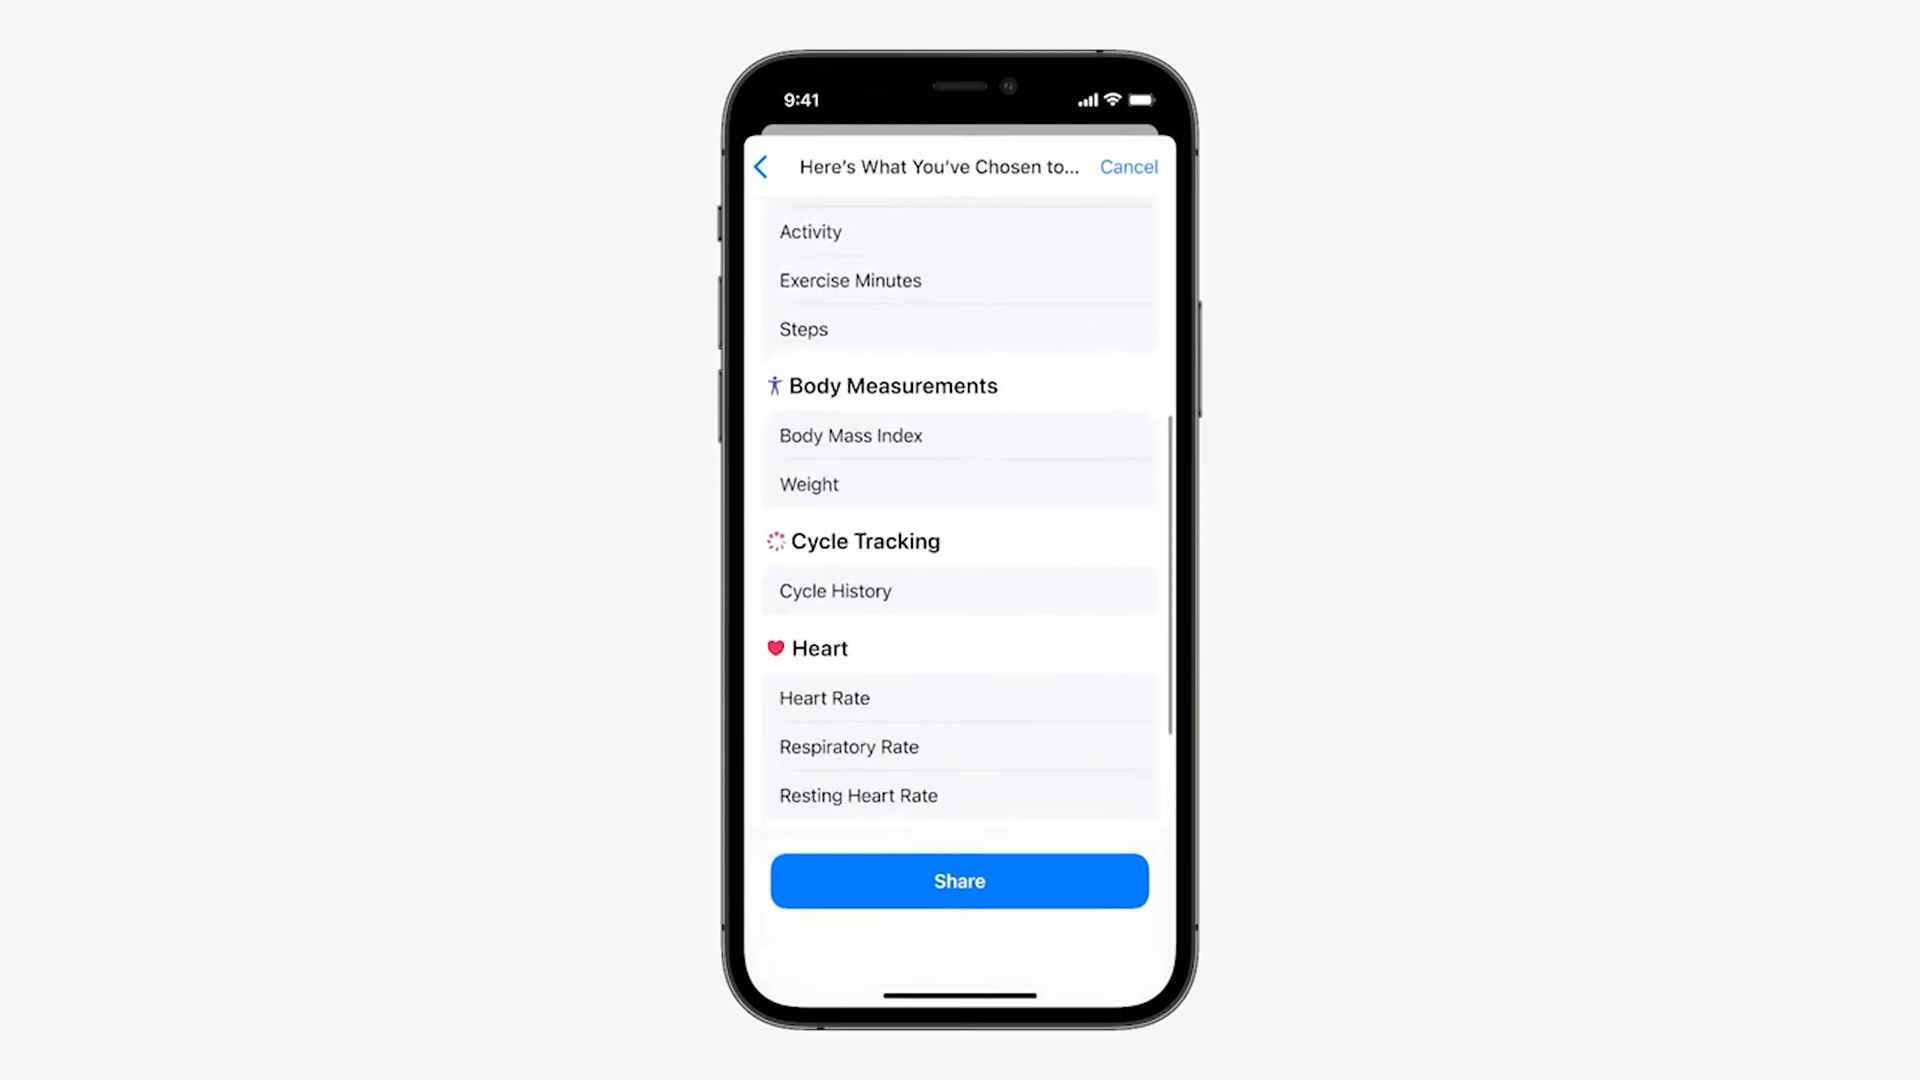 9:41
Here’s What You’ve Chosen to... Cancel
Activity
Exercise Minutes
Steps
Body Measurements
Body Mass Index
Weight
Cycle Tracking
Cycle History
Heart
Heart Rate
Respiratory Rate
Resting Heart Rate
Share